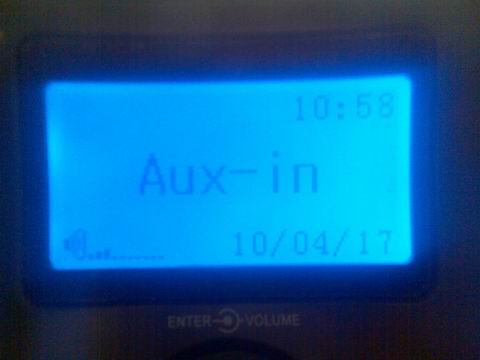 10:58
Aux-in
10/04/17
ENTER VOLUME